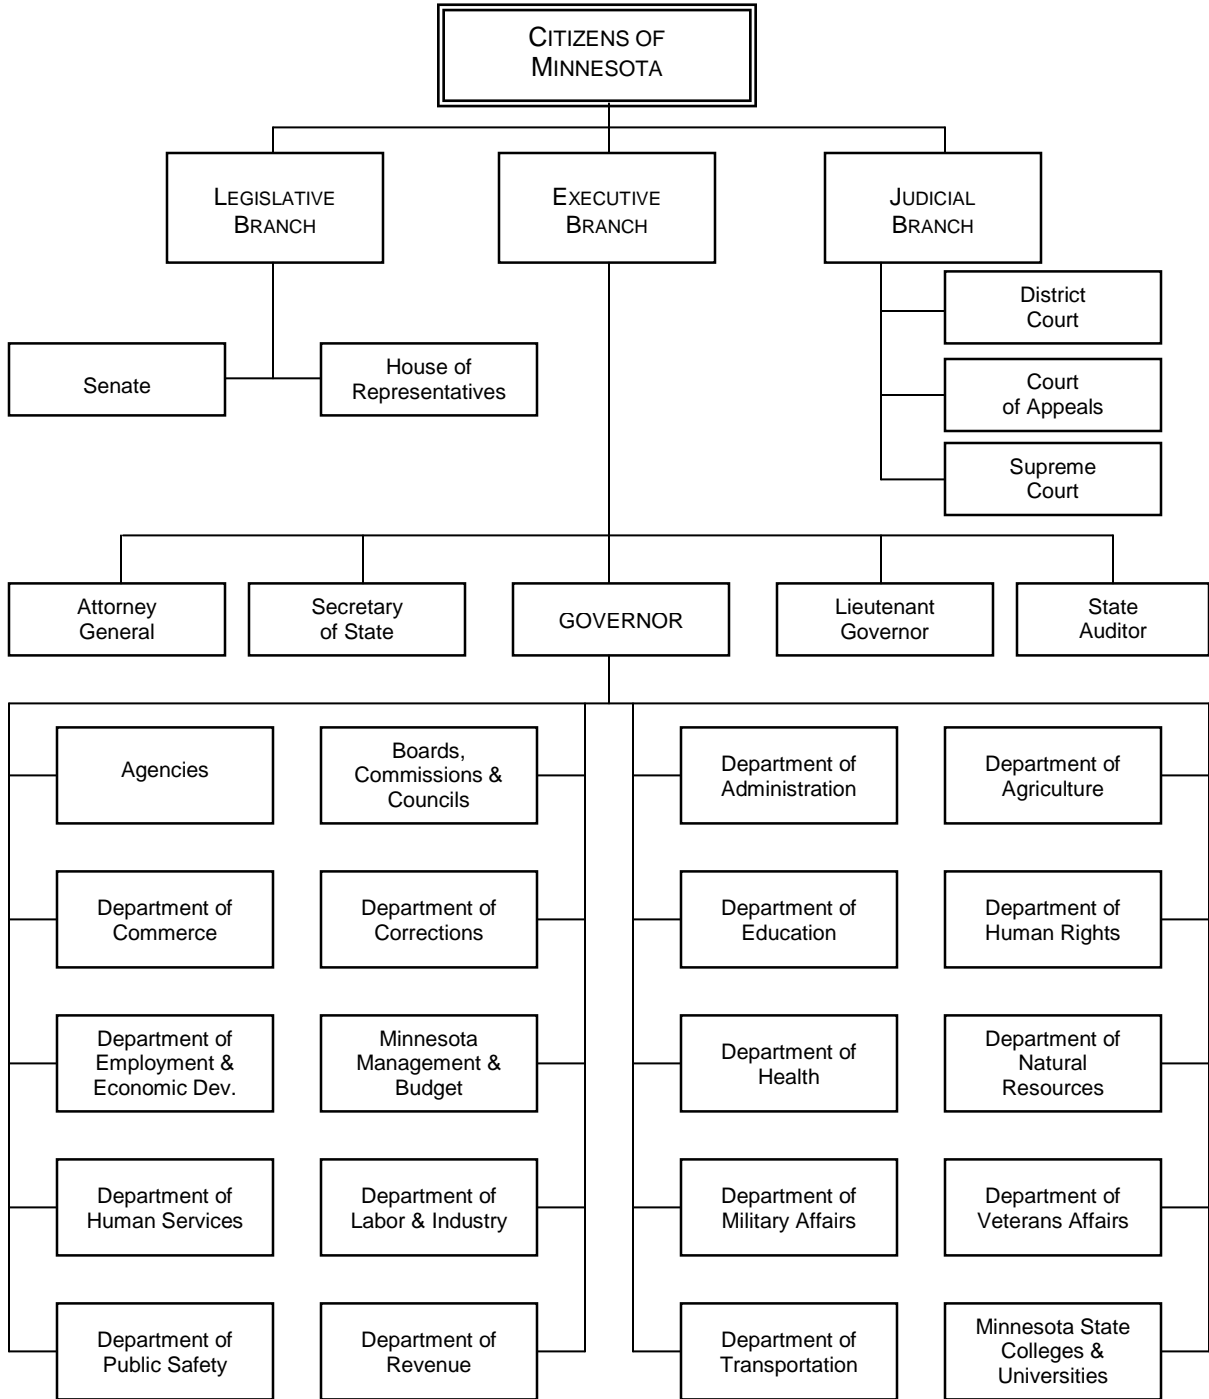 CITIZENS OF
MINNESOTA
LEGISLATIVE
BRANCH
EXECUTIVE
BRANCH
JUDICIAL
BRANCH
District
Court
Senate
House of
Representatives
Court
of Appeals
Supreme
Court
Attorney
General
Secretary
of State
GOVERNOR
Lieutenant
Governor
State
Auditor
Agencies
Boards,
Commissions &
Councils
Department of
Administration
Department of
Agriculture
Department of
Commerce
Department of
Corrections
Department of
Education
Department of
Human Rights
Department of
Employment &
Economic Dev.
Minnesota
Management &
Budget
Department of
Health
Department of
Natural
Resources
Department of
Human Services
Department of
Labor & Industry
Department of
Military Affairs
Department of
Veterans Affairs
Department of
Public Safety
Department of
Revenue
Department of
Transportation
Minnesota State
Colleges &
Universities